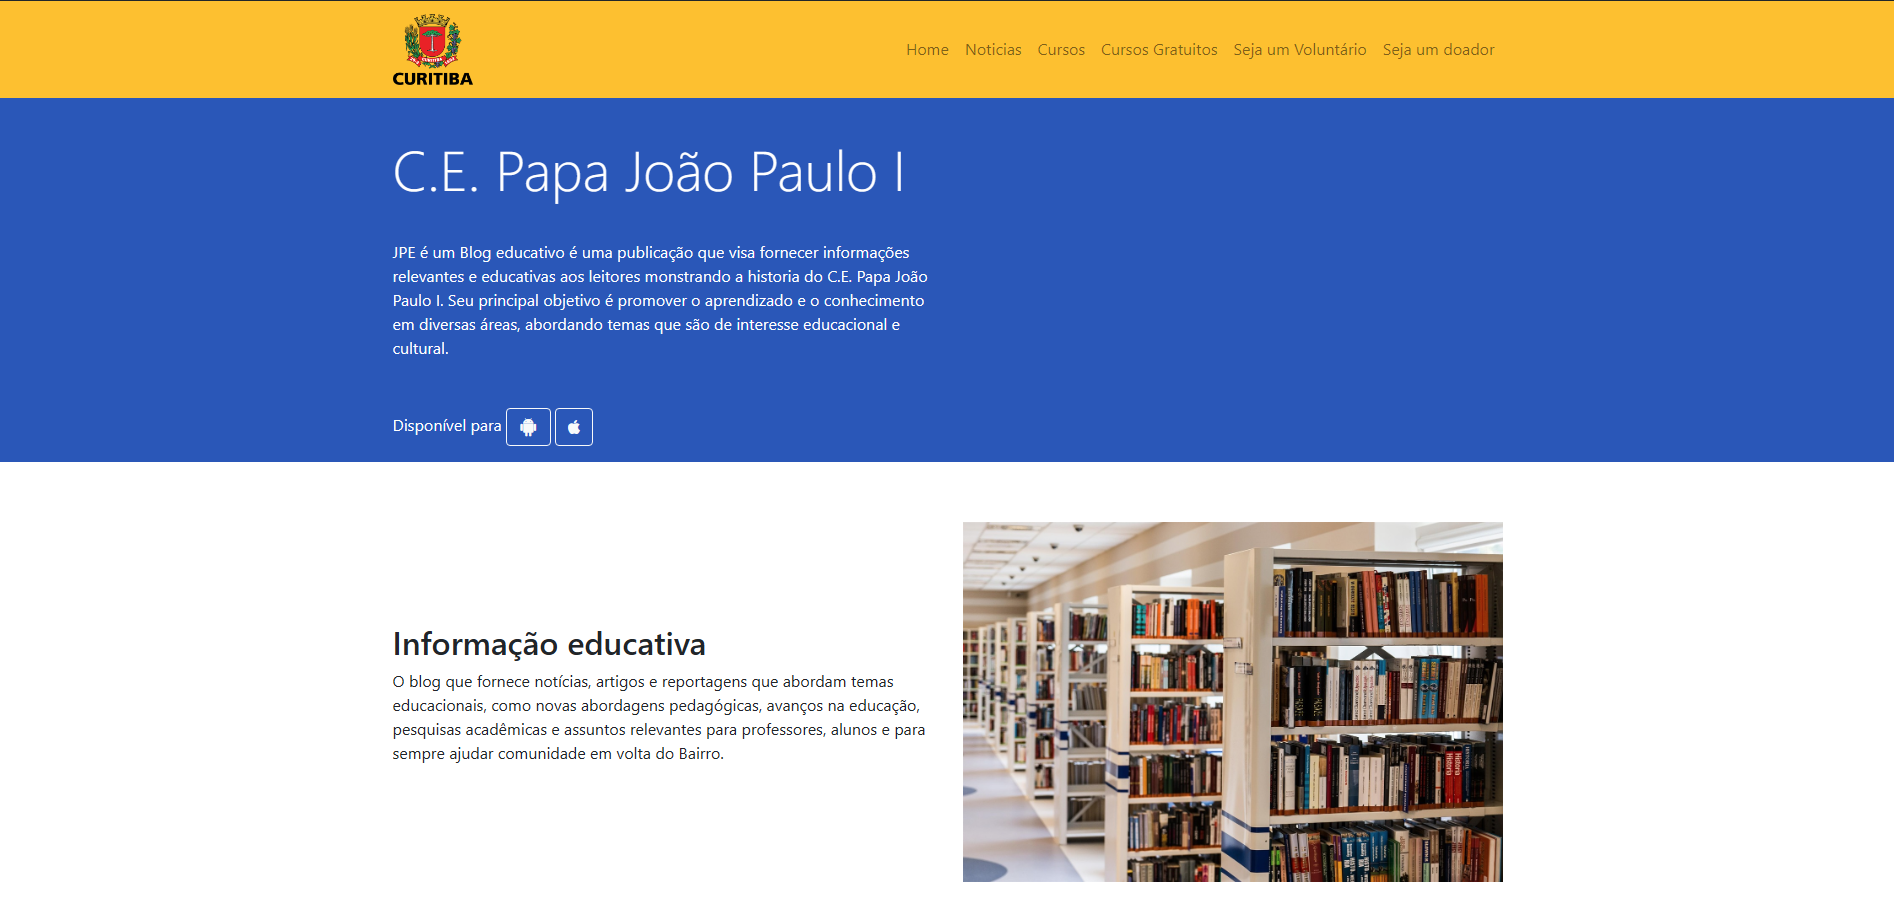 CURITIBA
Home Noticias Cursos Cursos Gratuitos Seja um Voluntário Seja um doador
C.E. Papa João Paulo I
JPE é um Blog educativo é uma publicação que visa fornecer informações
relevantes e educativas aos leitores monstrando a historia do C.E. Papa João
Paulo I. Seu principal objetivo é promover o aprendizado e o conhecimento
em diversas áreas, abordando temas que são de interesse educacional e
cultural.
Disponível para
Informação educativa
O blog que fornece notícias, artigos e reportagens que abordam temas
educacionais, como novas abordagens pedagógicas, avanços na educação,
pesquisas acadêmicas e assuntos relevantes para professores, alunos e para
sempre ajudar comunidade em volta do Bairro.